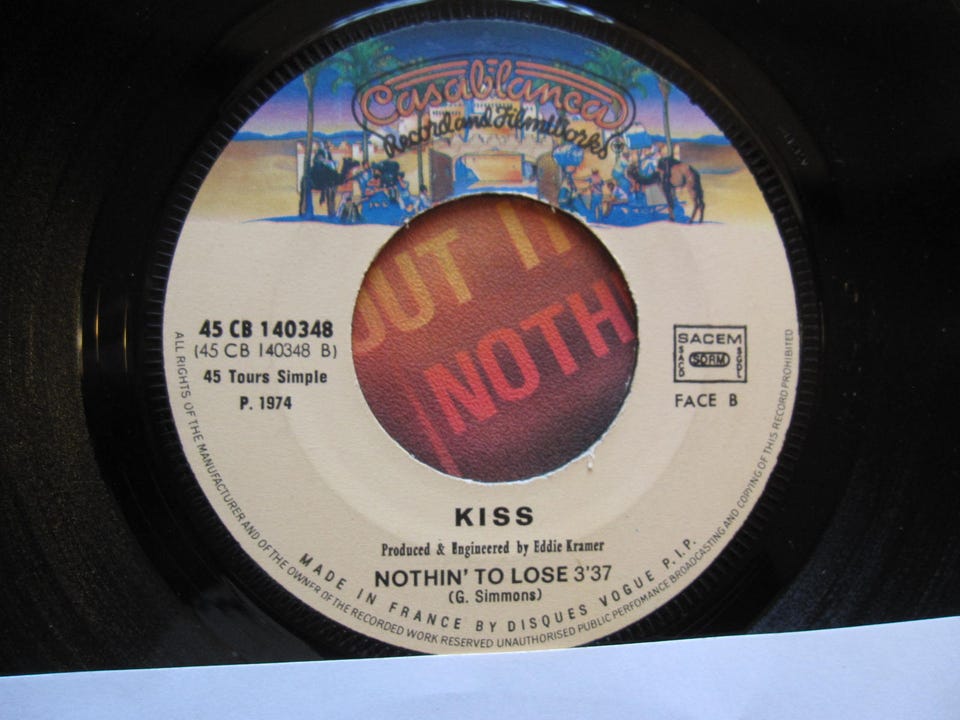 Casablanca
Record and FilmWorks
OUT I
NOTH
45 CB 140348
(45 CB 140348 B)
45 Tours Simple
P. 1974
SACEM
SACD
SDRM
SGDL
FACE B
KISS
Produced & Engineered by Eddie Kramer
NOTHIN' TO LOSE 3'37
(G. Simmons)
MADE IN FRANCE BY DISQUES VOGUE P.I.P.
ALL RIGHTS OF THE MANUFACTURER AND OF THE OWNER OF THE RECORDED WORK RESERVED UNAUTHORISED PUBLIC PERFOMANCE BROADCASTING AND COPYING OF THIS RECORD PROHIBITED